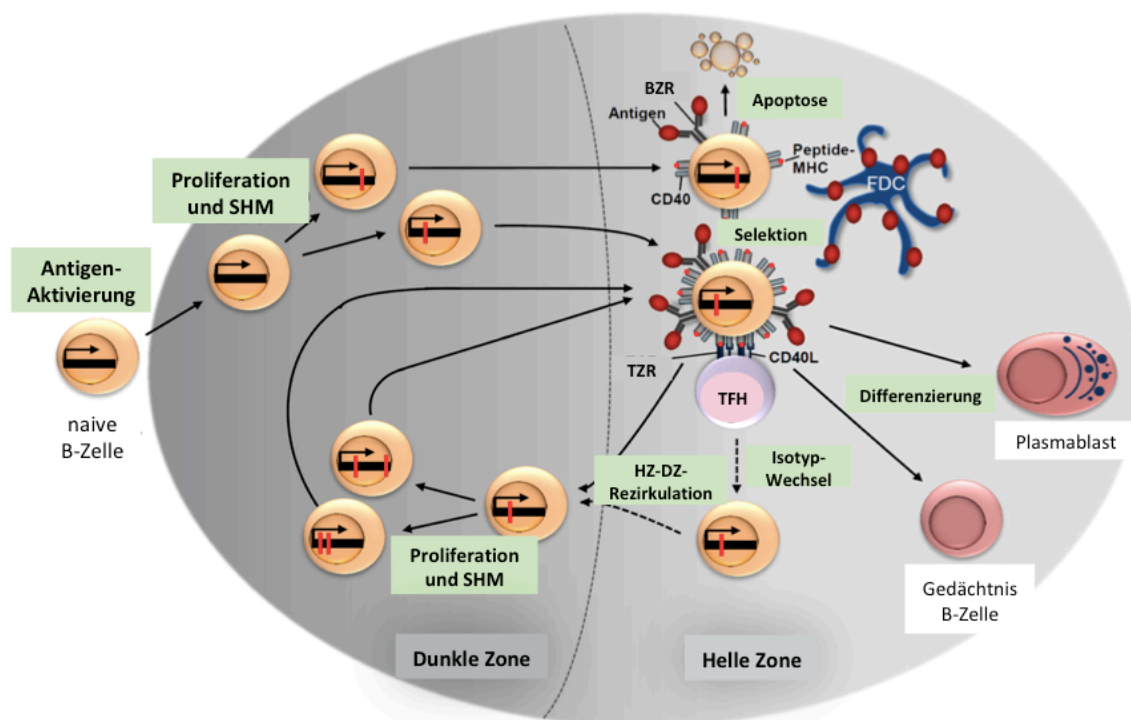 BZR
Apoptose
Antigen
Peptide-
MHC
CD40
FDC
Proliferation
und SHM
Selektion
Antigen-
Aktivierung
TZR
CD40L
TFH
Differenzierung
naive
B-Zelle
Plasmablast
HZ-DZ-
Rezirkulation
Isotyp-
Wechsel
Proliferation
und SHM
Gedächtnis
B-Zelle
Dunkle Zone
Helle Zone